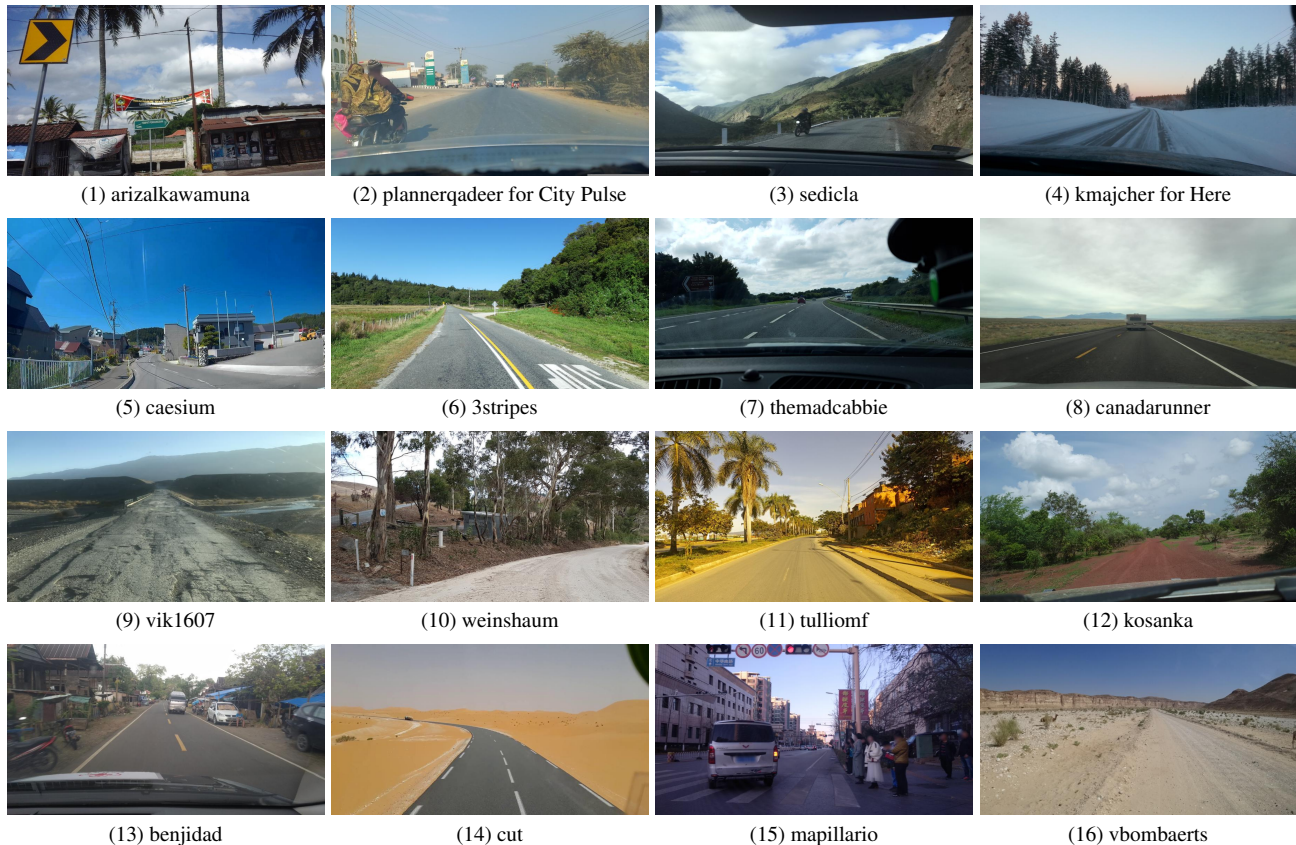 (1) arizalkawamuna
(2) plannerqadeer for City Pulse
(3) sedicla
(4) kmajcher for Here
(5) caesium
(6) 3stripes
(7) themadcabbie
(8) canadarunner
(9) vik1607
(10) weinshaum
(11) tulliomf
(12) kosanka
(13) benjidad
(14) cut
60
(15) mapillario
(16) vbombaerts